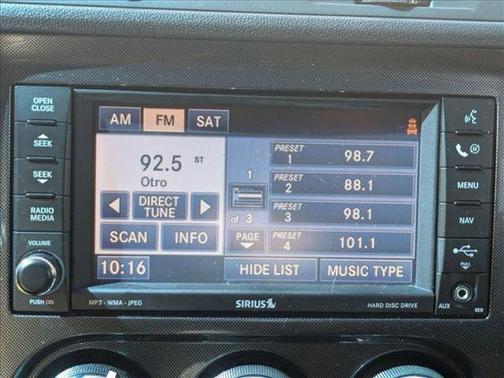 OPEN
CLOSE
SEEK
SEEK
RADIO
MEDIA
VOLUME
PUSH ON
AM FM SAT
92.5 ST
Otro
DIRECT
TUNE
SCAN INFO
10:16
1
of 3
PAGE
PRESET
1 98.7
PRESET
2 88.1
PRESET
3 98.1
PRESET
4 101.1
HIDE LIST MUSIC TYPE
MENU
NAV
PULL
AUX
MP3 - WMA - JPEG
SIRIUS
HARD DISC DRIVE